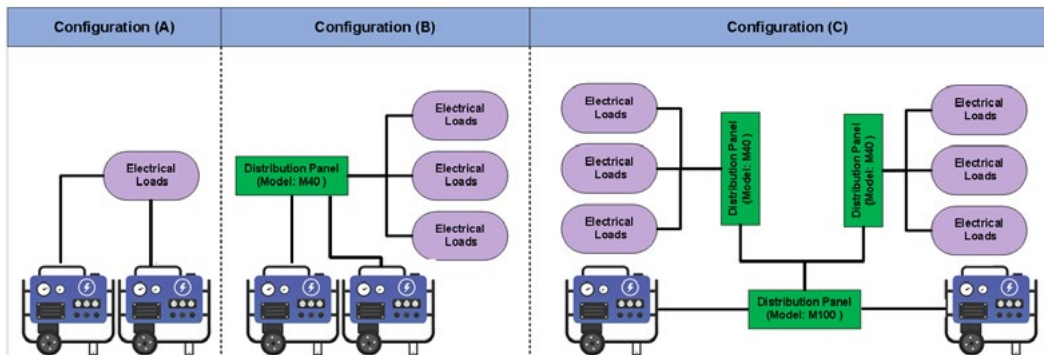 Configuration (A)
Configuration (B)
Configuration (C)
Electrical
Loads
Electrical
Loads
Electrical
Loads
Electrical
Loads
Distribution Panel
(Model: M40 )
Electrical
Loads
Electrical
Loads
Electrical
Loads
Distribution Panel
(Model: M40 )
Distribution Panel
(Model: M40 )
Electrical
Loads
Electrical
Loads
Electrical
Loads
Distribution Panel
(Model: M100 )